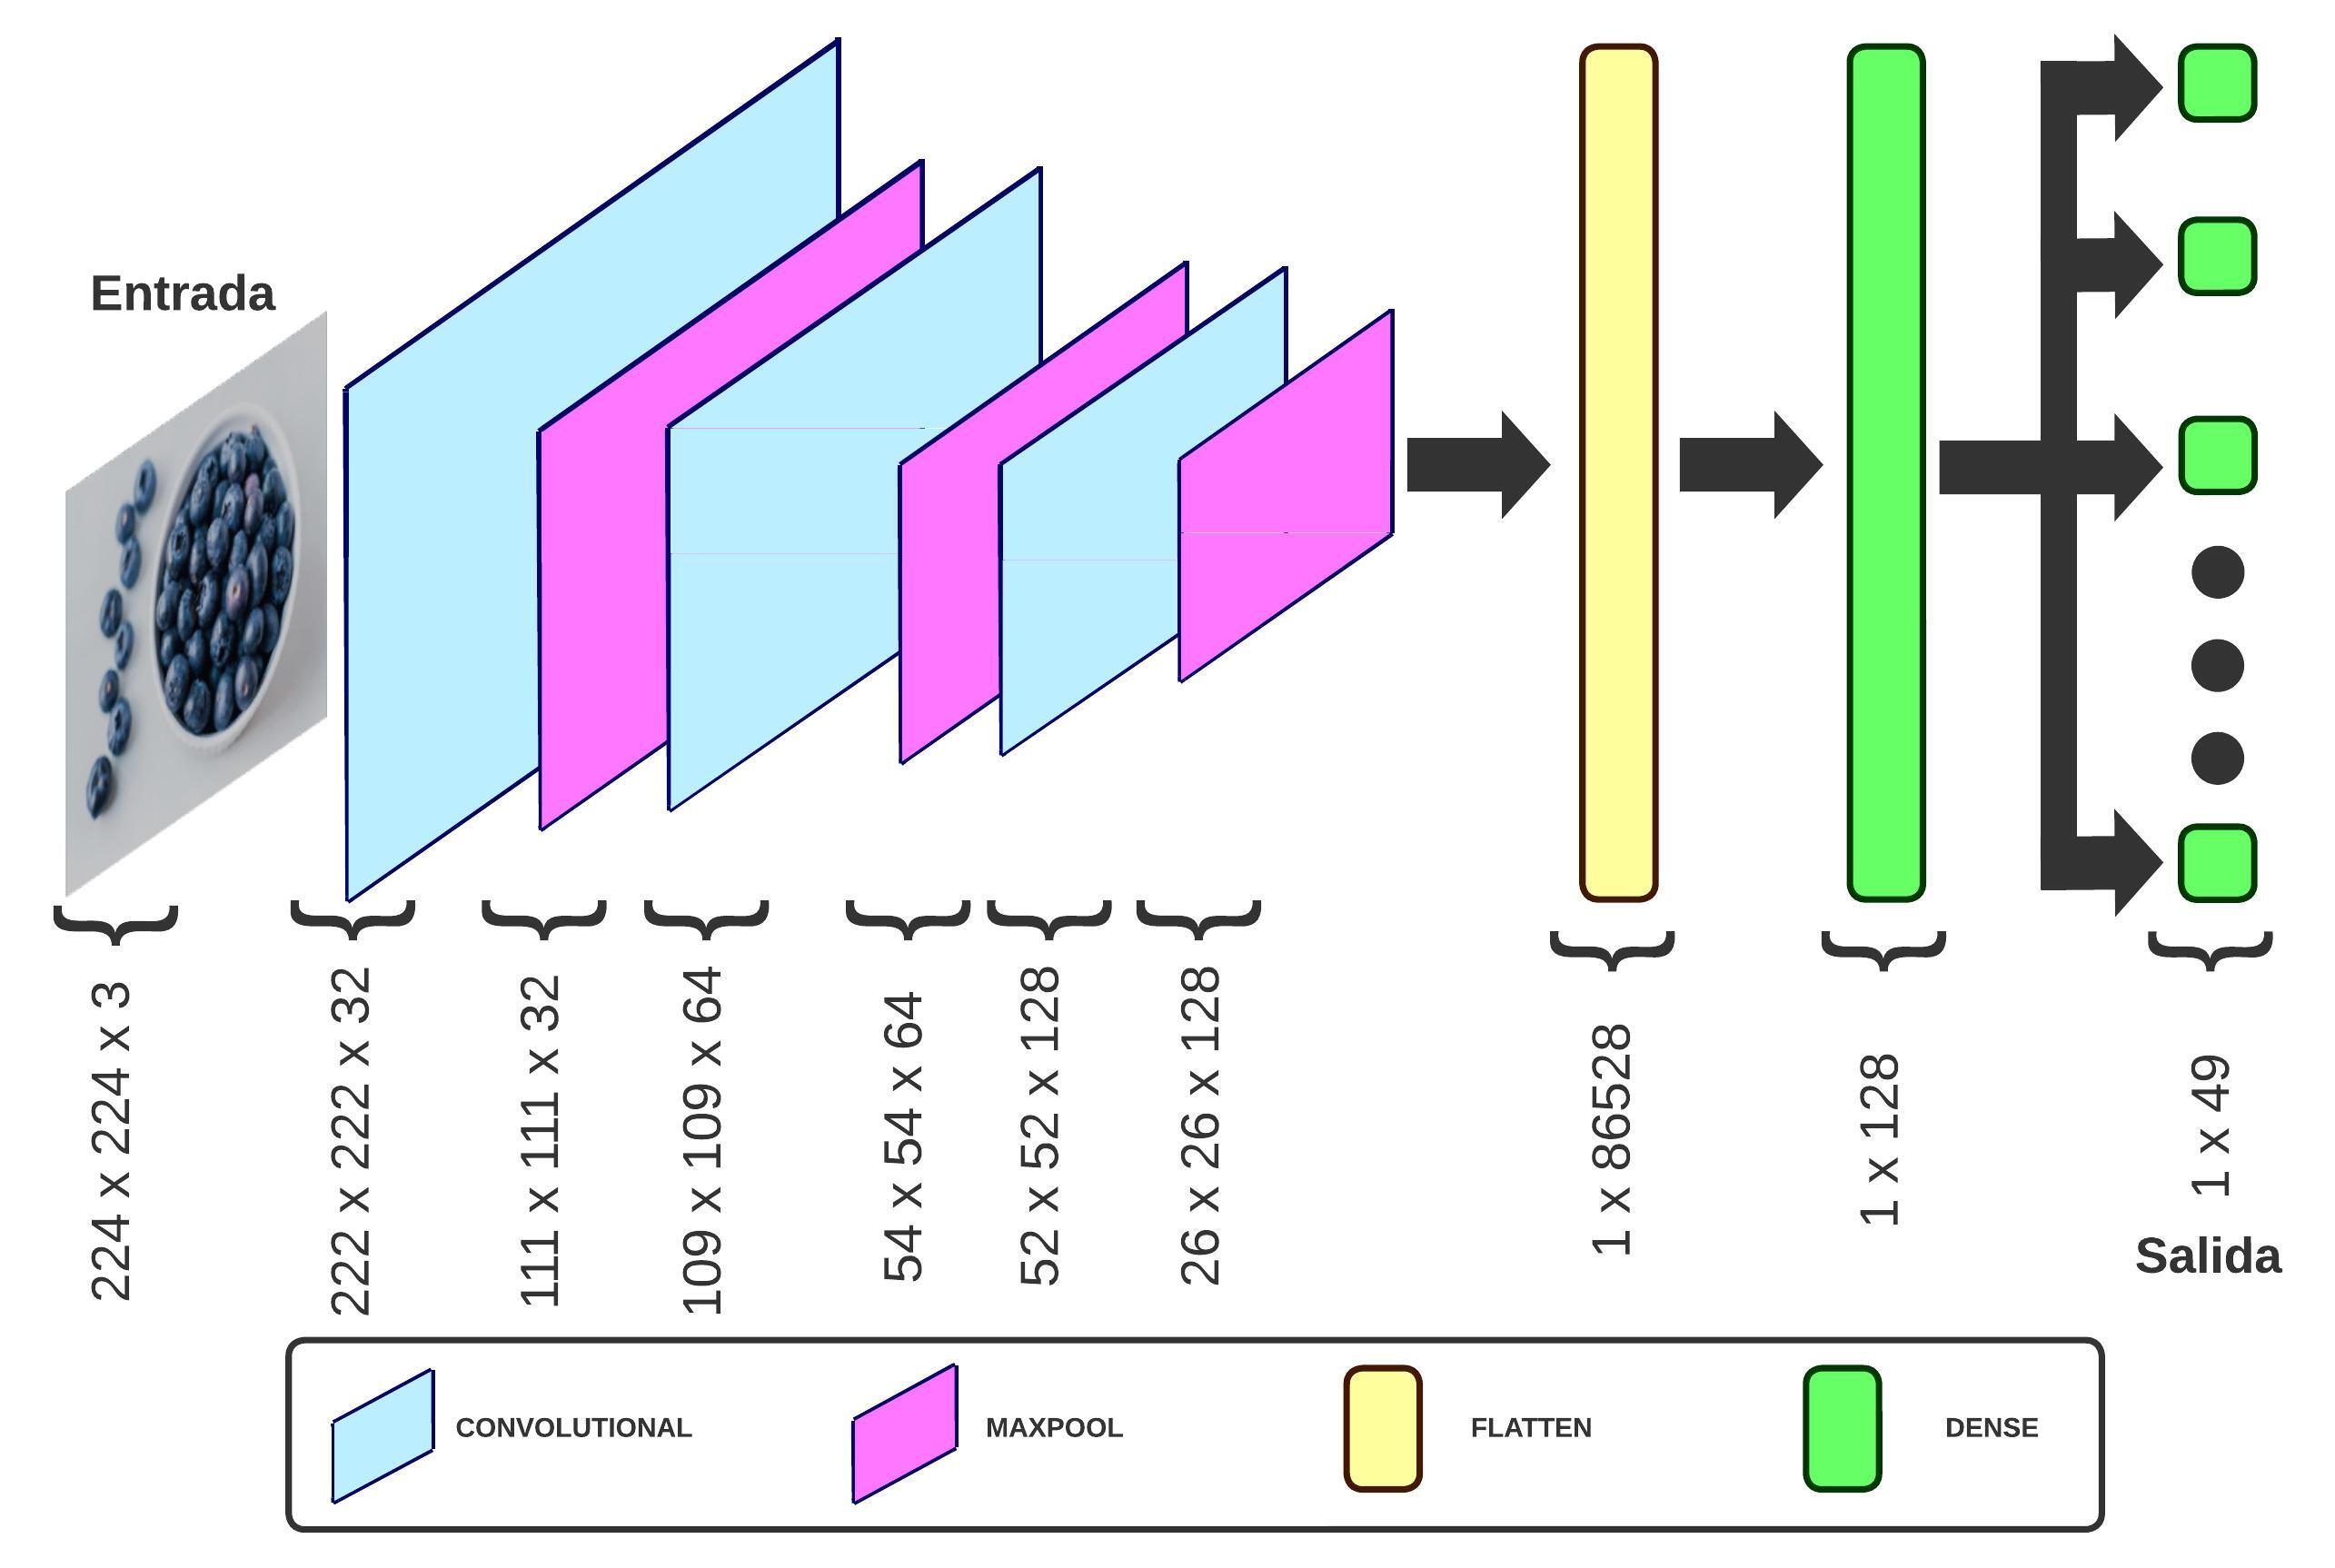 Entrada
224 x 224 x 3
222 x 222 x 32
111 x 111 x 32
109 x 109 x 64
54 x 54 x 64
52 x 52 x 128
26 x 26 x 128
1 x 86528
1 x 128
1 x 49
Salida
CONVOLUTIONAL
MAXPOOL
FLATTEN
DENSE